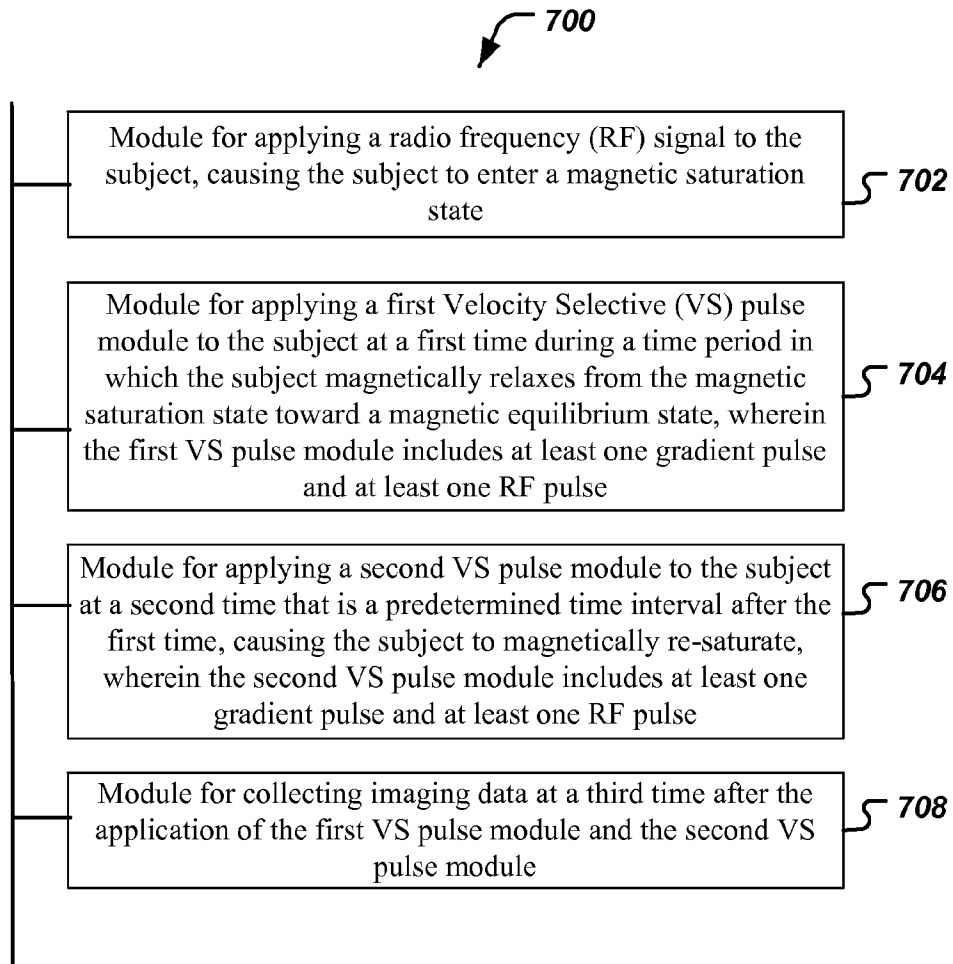 700
Module for applying a radio frequency (RF) signal to the
subject, causing the subject to enter a magnetic saturation
state
702
Module for applying a first Velocity Selective (VS) pulse
module to the subject at a first time during a time period in
which the subject magnetically relaxes from the magnetic
saturation state toward a magnetic equilibrium state, wherein
the first VS pulse module includes at least one gradient pulse
and at least one RF pulse
704
Module for applying a second VS pulse module to the subject
at a second time that is a predetermined time interval after the
first time, causing the subject to magnetically re-saturate,
wherein the second VS pulse module includes at least one
gradient pulse and at least one RF pulse
706
Module for collecting imaging data at a third time after the
application of the first VS pulse module and the second VS
pulse module
708